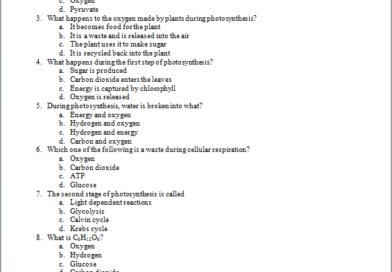 c. Oxygen
d. Pyruvate
3. What happens to the oxygen made by plants during photosynthesis?
a. It becomes food for the plant
b. It is a waste and is released into the air
c. The plant uses it to make sugar
d. It is recycled back into the plant
4. What happens during the first step of photosynthesis?
a. Sugar is produced
b. Carbon dioxide enters the leaves
c. Energy is captured by chlorophyll
d. Oxygen is released
5. During photosynthesis, water is broken into what?
a. Energy and oxygen
b. Hydrogen and oxygen
c. Hydrogen and energy
d. Carbon and oxygen
6. Which one of the following is a waste during cellular respiration?
a. Oxygen
b. Carbon dioxide
c. ATP
d. Glucose
7. The second stage of photosynthesis is called
a. Light dependent reactions
b. Glycolysis
c. Calvin cycle
d. Krebs cycle
8. What is C₆H₁₂O₆?
a. Oxygen
b. Hydrogen
c. Glucose
d. Carbon dioxide